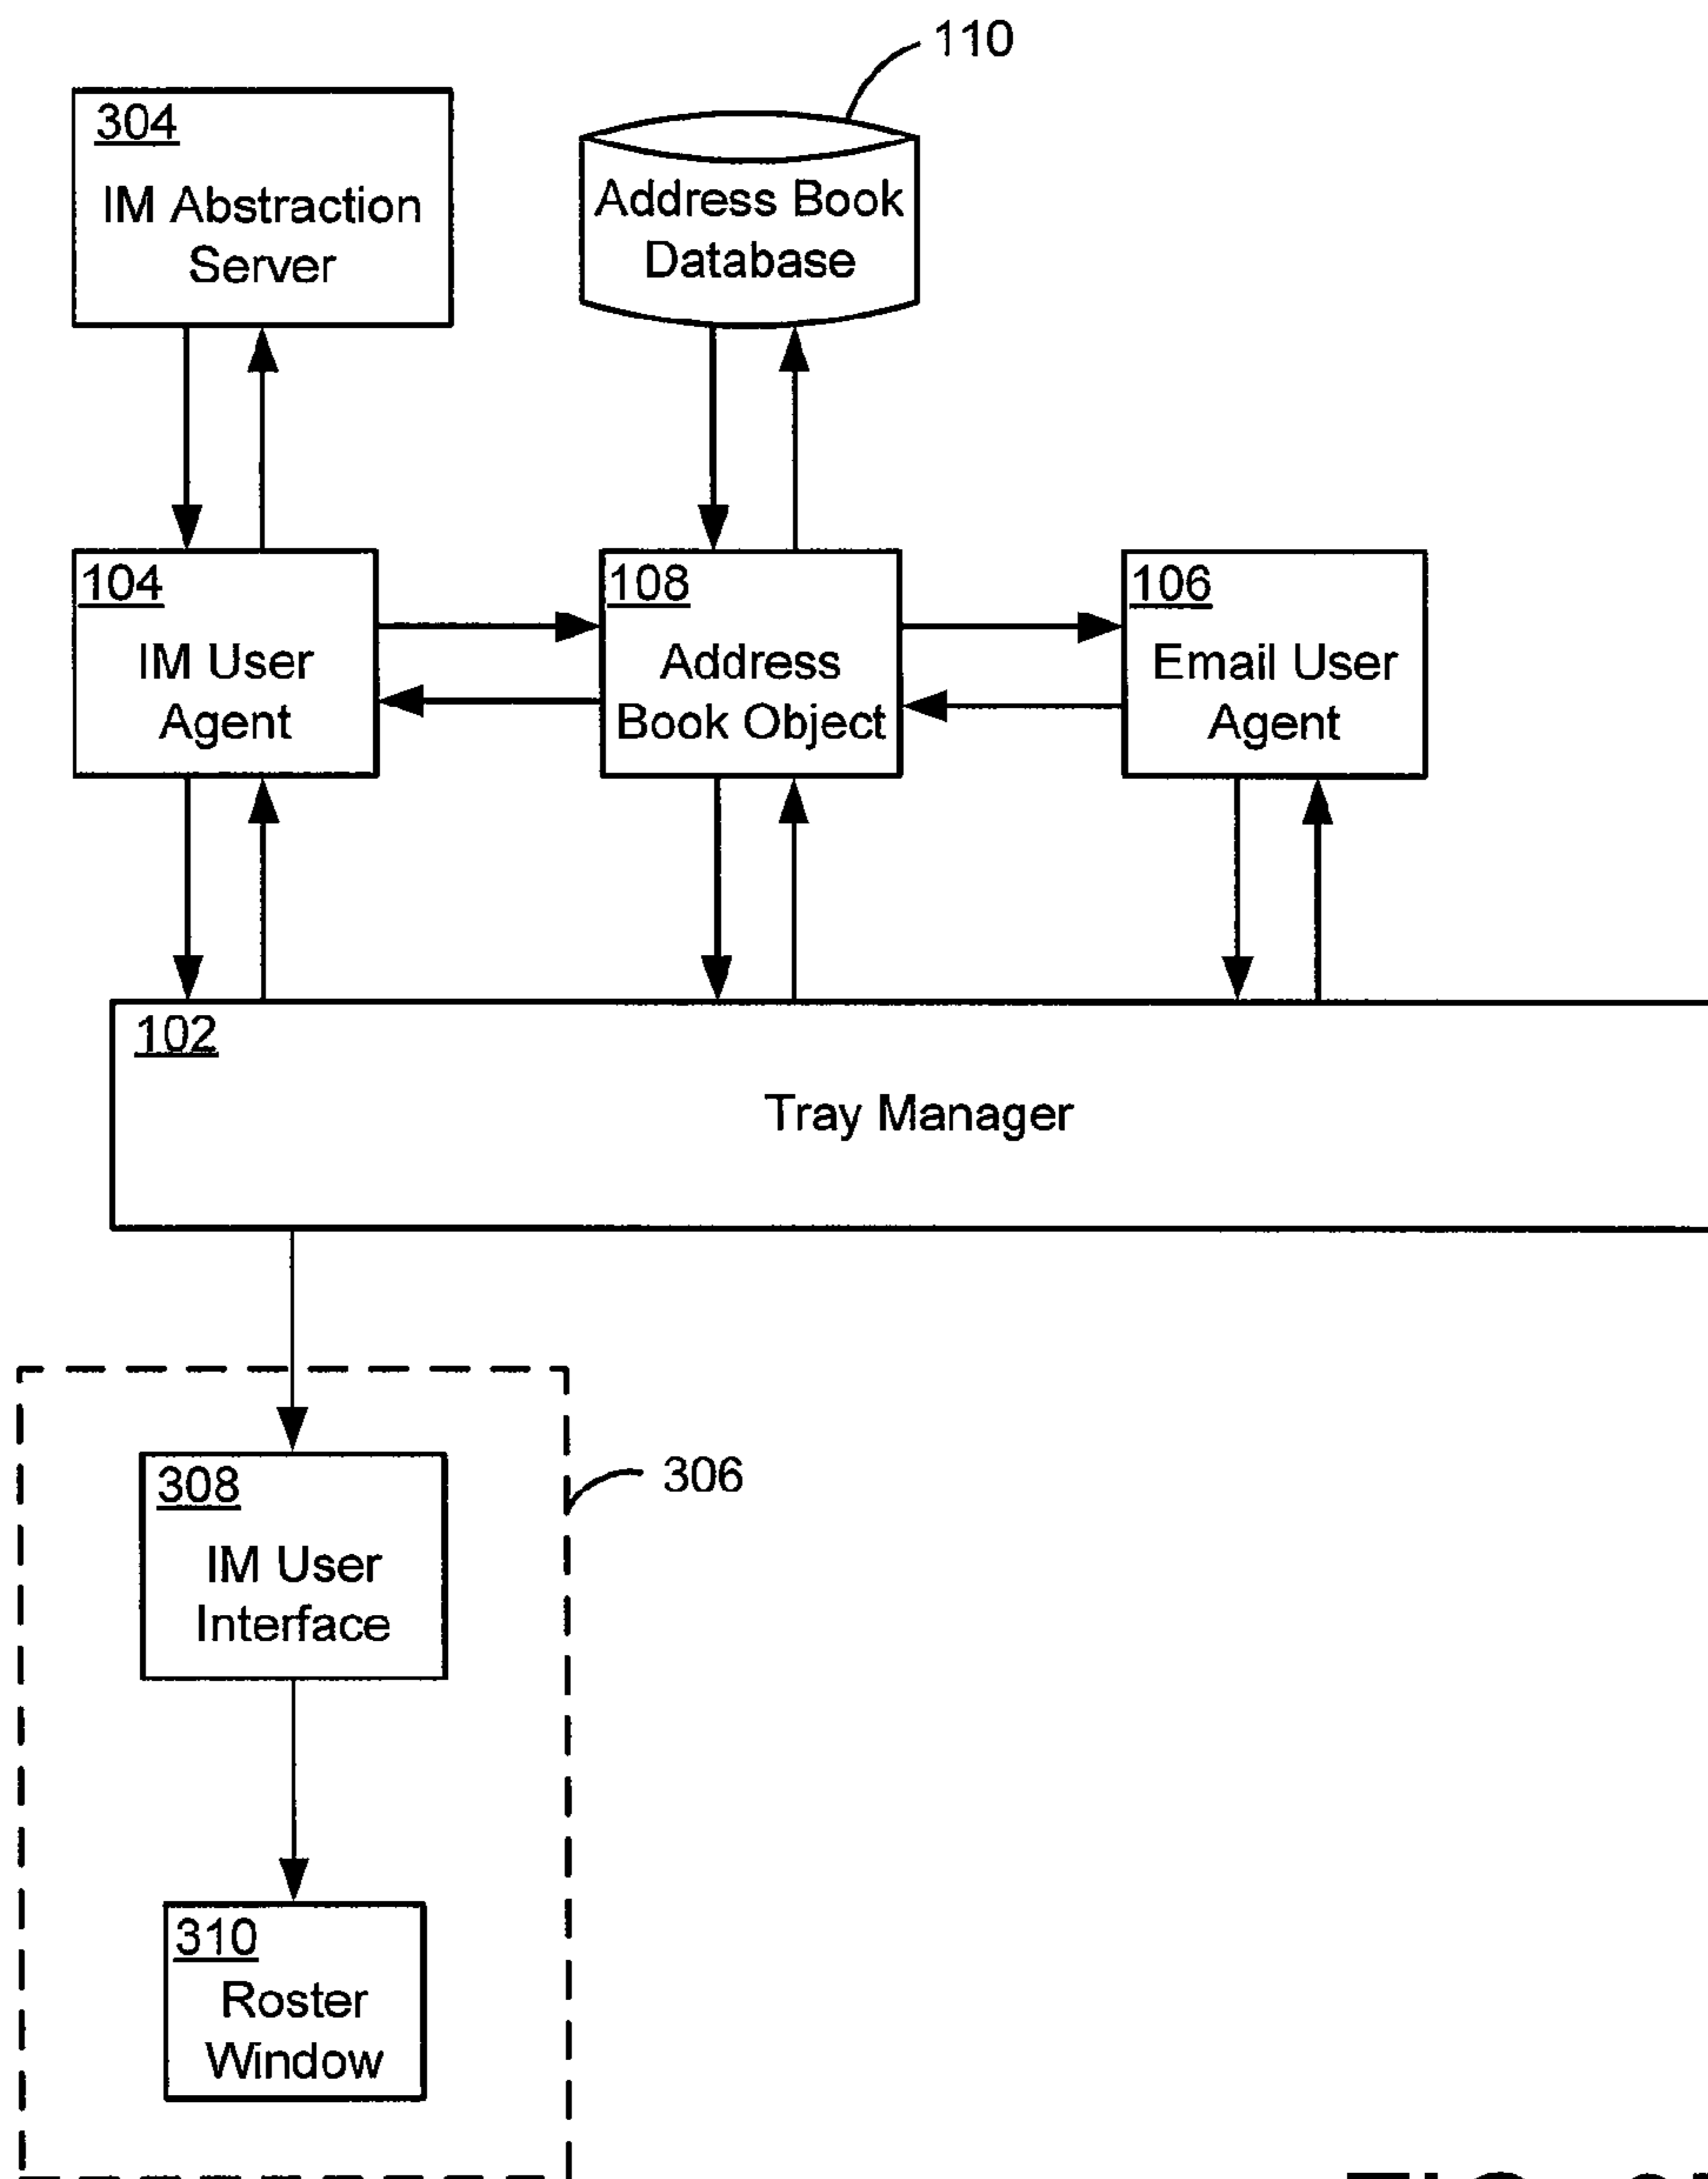 110
304
IM Abstraction
Server
Address Book
Database
104
IM User
Agent
108
Address
Book Object
106
Email User
Agent
102
Tray Manager
308
IM User
Interface
306
310
Roster
Window